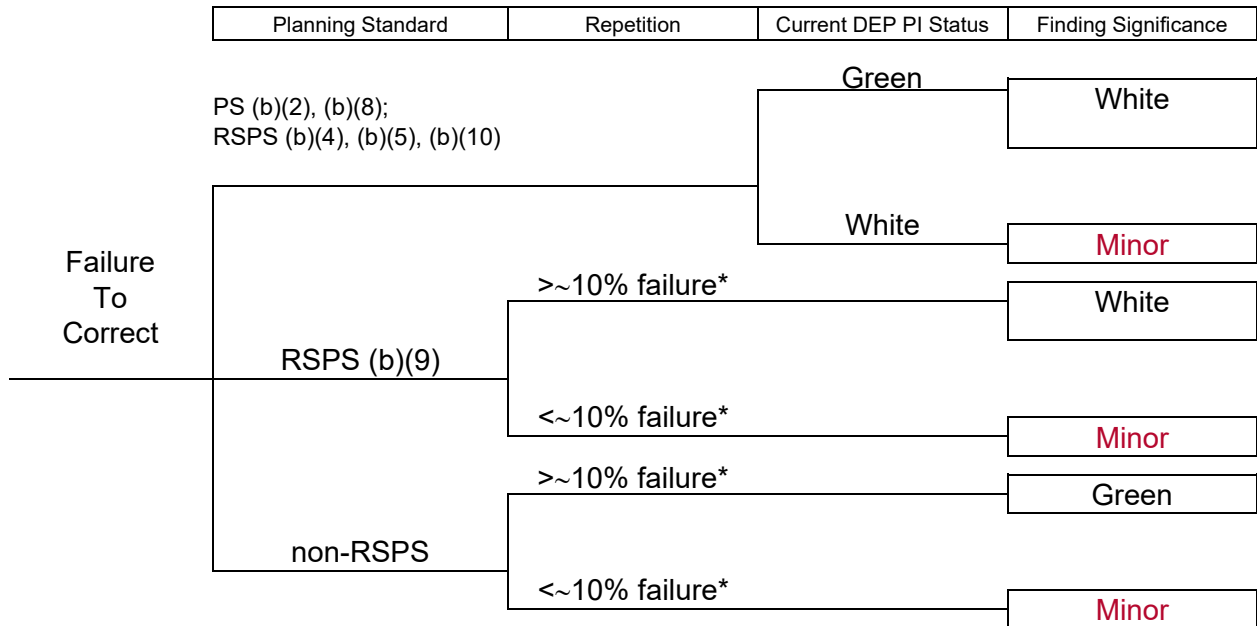 Planning Standard
Repetition
Current DEP PI Status
Finding Significance
PS (b)(2), (b)(8);
RSPS (b)(4), (b)(5), (b)(10)
Green
White
White
Minor
Failure
To
Correct
>~10% failure*
White
RSPS (b)(9)
<~10% failure*
Minor
>~10% failure*
Green
non-RSPS
<~10% failure*
Minor